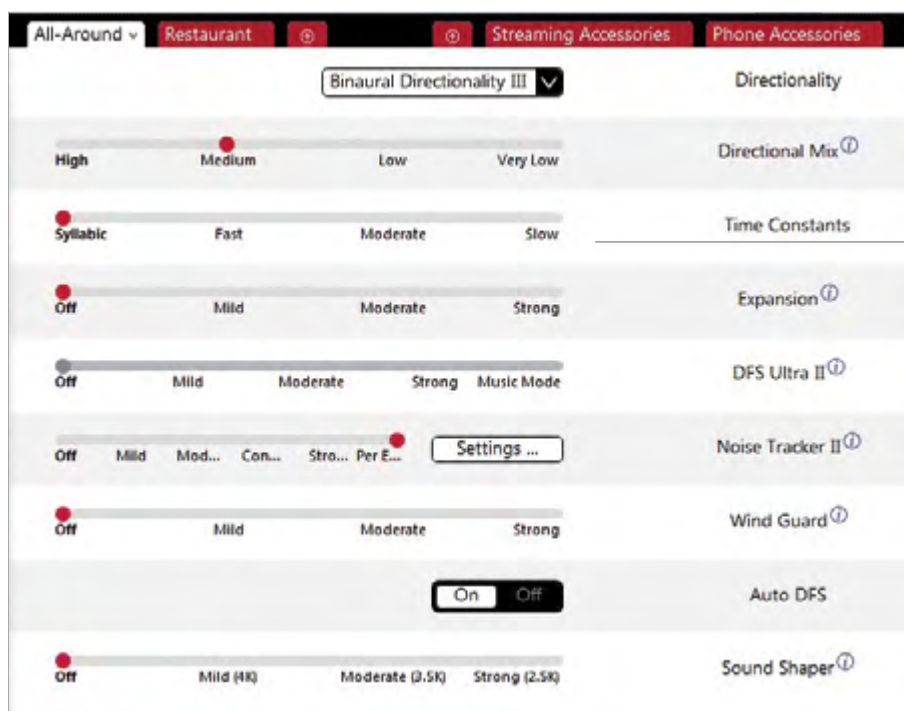 All-Around Restaurant Streaming Accessories Phone Accessories
Binaural Directionality III Directionality
Directional Mix
High Medium Low Very Low
Time Constants
Syllabic Fast Moderate Slow
Expansion
Off Mild Moderate Strong
DFS Ultra II
Off Mild Moderate Strong Music Mode
Settings ... Noise Tracker II
Off Mild Mod... Con... Stro... Per E...
Wind Guard
Off Mild Moderate Strong
On Off Auto DFS
Sound Shaper
Off Mild (4K) Moderate (3.5K) Strong (2.5K)